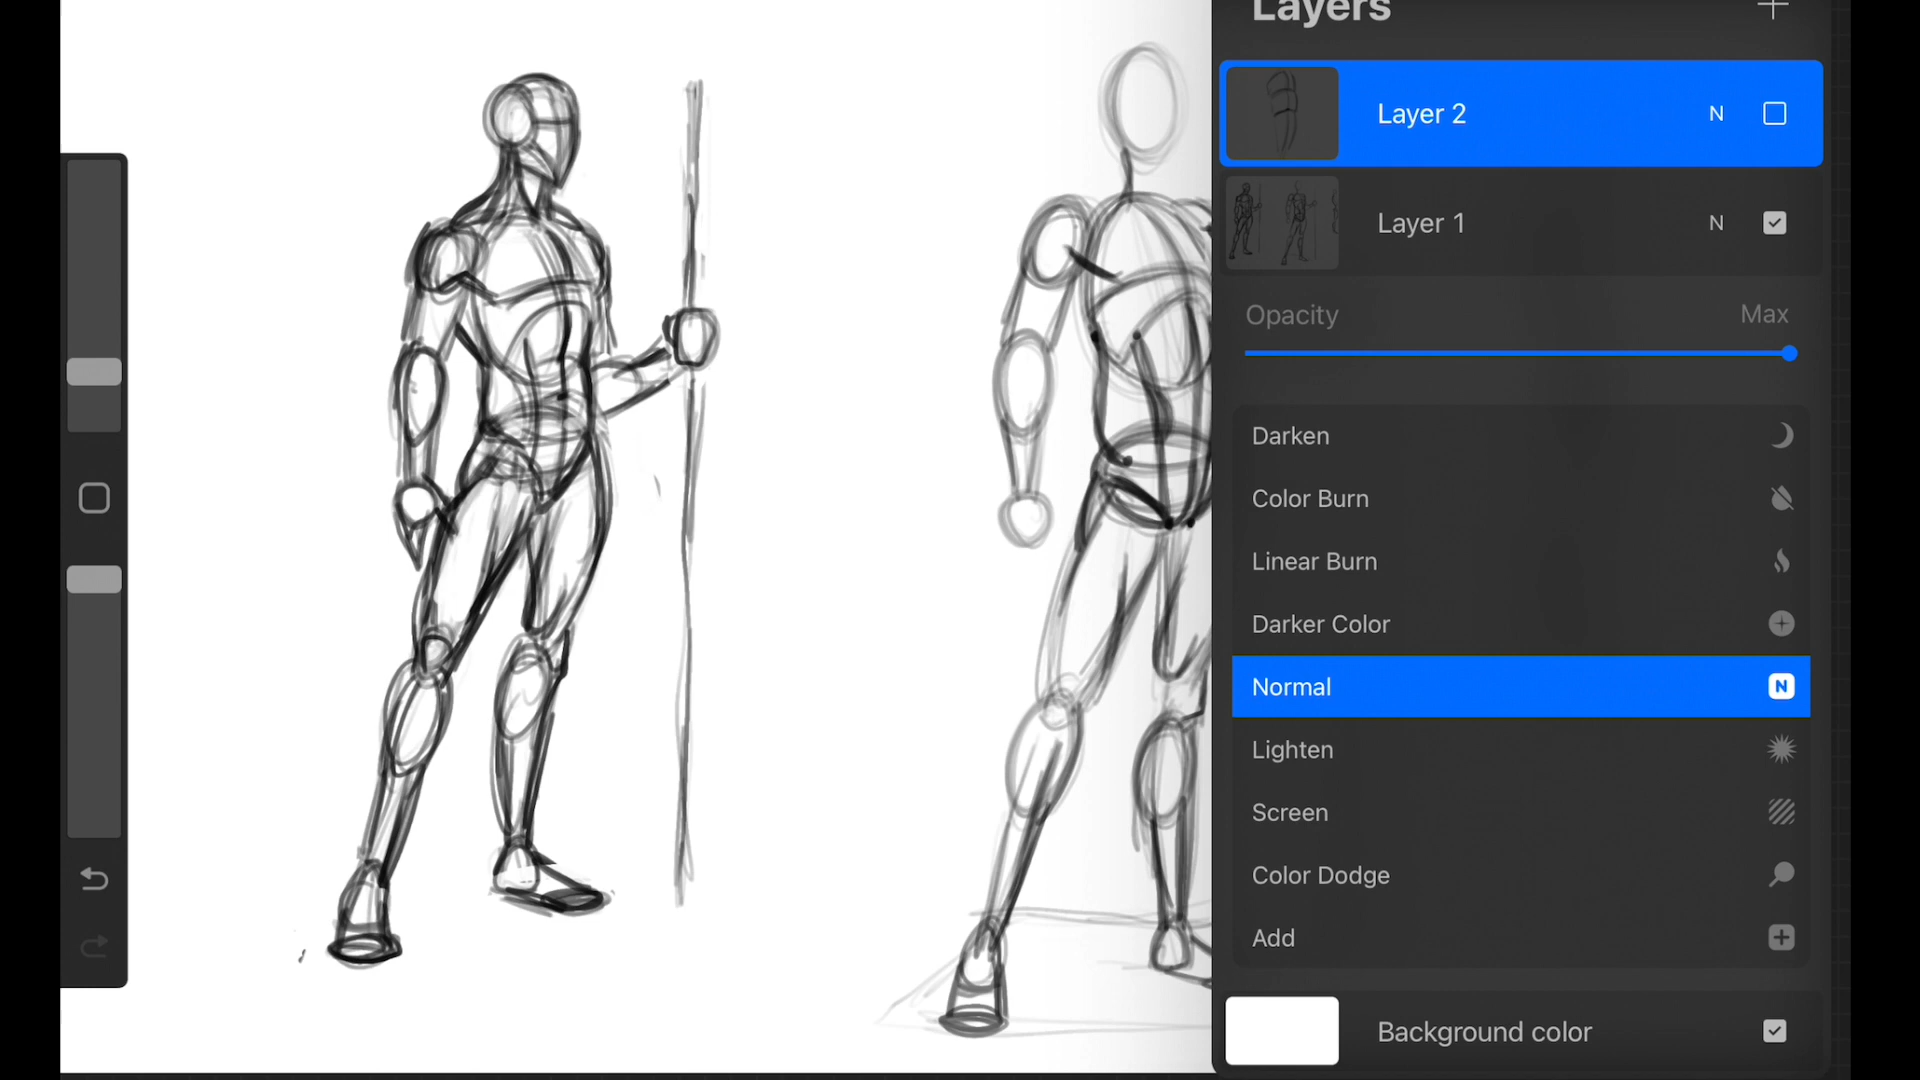 Layers
Layer 2 N
Layer 1 N
Opacity Max
Darken
Color Burn
Linear Burn
Darker Color
Normal N
Lighten
Screen
Color Dodge
Add
Background color